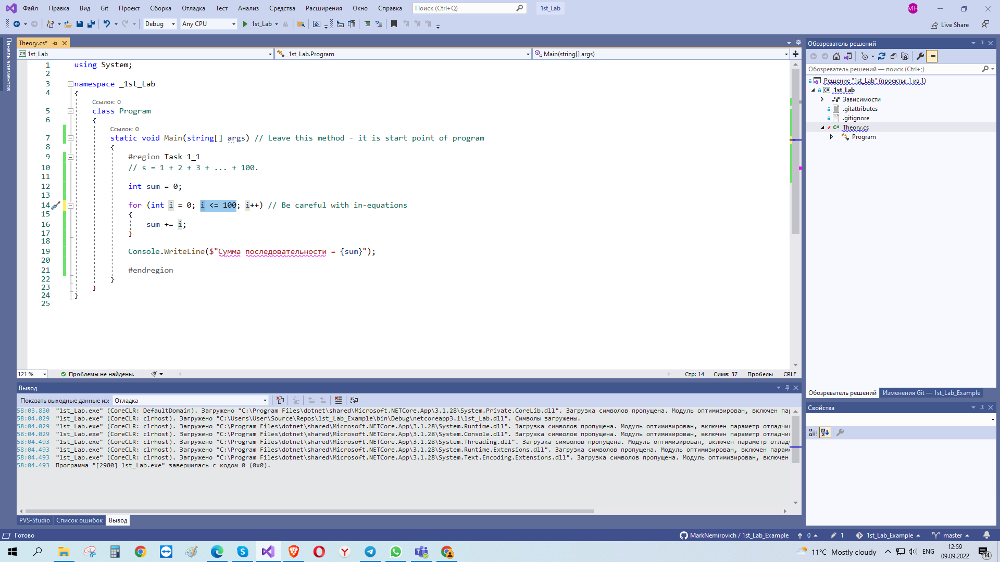 Файл Правка Вид Git Проект Сборка Отладка Тест Анализ Средства Расширения Окно Справка Поиск (Ctrl+Q) 1st_Lab MH
Debug Any CPU 1st_Lab Live Share
Панель элементов
Theory.cs*
1st_Lab _1st_Lab.Program Main(string[] args)
1 using System;
2
3 namespace _1st_Lab
4 {
Ссылок: 0
5 class Program
6 {
Ссылок: 0
7 static void Main(string[] args) // Leave this method - it is start point of program
8 {
9 #region Task 1_1
10 // s = 1 + 2 + 3 + ... + 100.
11
12 int sum = 0;
13
14 for (int i = 0; i <= 100; i++) // Be careful with in-equations
15 {
16 sum += i;
17 }
18
19 Console.WriteLine($"Сумма последовательности = {sum}");
20
21 #endregion
22 }
23 }
24 }
25
121 % Проблемы не найдены. Стр: 14 Симв: 37 Пробелы CRLF
Вывод
Показать выходные данные из: Отладка
58:03.830 "1st_Lab.exe" (CoreCLR: DefaultDomain). Загружено "C:\Program Files\dotnet\shared\Microsoft.NETCore.App\3.1.28\System.Private.CoreLib.dll". Загрузка символов пропущена. Модуль оптимизирован, включен пар
58:04.029 "1st_Lab.exe" (CoreCLR: clrhost). Загружено "C:\Users\User\Source\Repos\1st_Lab_Example\bin\Debug\netcoreapp3.1\1st_Lab.dll". Символы загружены.
58:04.029 "1st_Lab.exe" (CoreCLR: clrhost). Загружено "C:\Program Files\dotnet\shared\Microsoft.NETCore.App\3.1.28\System.Runtime.dll". Загрузка символов пропущена. Модуль оптимизирован, включен параметр отладчи
58:04.029 "1st_Lab.exe" (CoreCLR: clrhost). Загружено "C:\Program Files\dotnet\shared\Microsoft.NETCore.App\3.1.28\System.Console.dll". Загрузка символов пропущена. Модуль оптимизирован, включен параметр отладчи
58:04.493 "1st_Lab.exe" (CoreCLR: clrhost). Загружено "C:\Program Files\dotnet\shared\Microsoft.NETCore.App\3.1.28\System.Threading.dll". Загрузка символов пропущена. Модуль оптимизирован, включен параметр отлад
58:04.493 "1st_Lab.exe" (CoreCLR: clrhost). Загружено "C:\Program Files\dotnet\shared\Microsoft.NETCore.App\3.1.28\System.Runtime.Extensions.dll". Загрузка символов пропущена. Модуль оптимизирован, включен парам
58:04.493 "1st_Lab.exe" (CoreCLR: clrhost). Загружено "C:\Program Files\dotnet\shared\Microsoft.NETCore.App\3.1.28\System.Text.Encoding.Extensions.dll". Загрузка символов пропущена. Модуль оптимизирован, включен
58:04.493 Программа "[2980] 1st_Lab.exe" завершилась с кодом 0 (0x0).
PVS-Studio Список ошибок Вывод
Обозреватель решений
Обозреватель решений — поиск (Ctrl+;)
Решение "1st_Lab" (проекты: 1 из 1)
1st_Lab
Зависимости
.gitattributes
.gitignore
Theory.cs
Program
Обозреватель решений Изменения Git — 1st_Lab_Example
Свойства
Готово MarkNemirovich / 1st_Lab_Example 0 1 1st_Lab_Example master
11°C Mostly cloudy ENG 12:59
09.09.2022 14